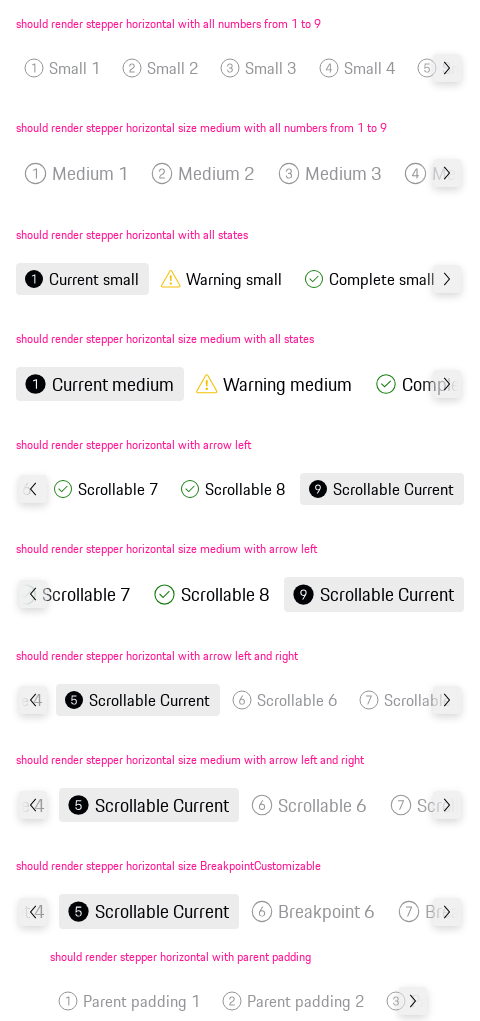 should render stepper horizontal with all numbers from 1 to 9
1 Small 1 2 Small 2 3 Small 3 4 Small 4 5
should render stepper horizontal size medium with all numbers from 1 to 9
1 Medium 1 2 Medium 2 3 Medium 3 4
should render stepper horizontal with all states
1 Current small Warning small Complete small
should render stepper horizontal size medium with all states
1 Current medium Warning medium
should render stepper horizontal with arrow left
Scrollable 7 Scrollable 8 9 Scrollable Current
should render stepper horizontal size medium with arrow left
Scrollable 7 Scrollable 8 9 Scrollable Current
should render stepper horizontal with arrow left and right
4 5 Scrollable Current 6 Scrollable 6 7
should render stepper horizontal size medium with arrow left and right
4 5 Scrollable Current 6 Scrollable 6 7
should render stepper horizontal size BreakpointCustomizable
4 5 Scrollable Current 6 Breakpoint 6 7
should render stepper horizontal with parent padding
1 Parent padding 1 2 Parent padding 2 3